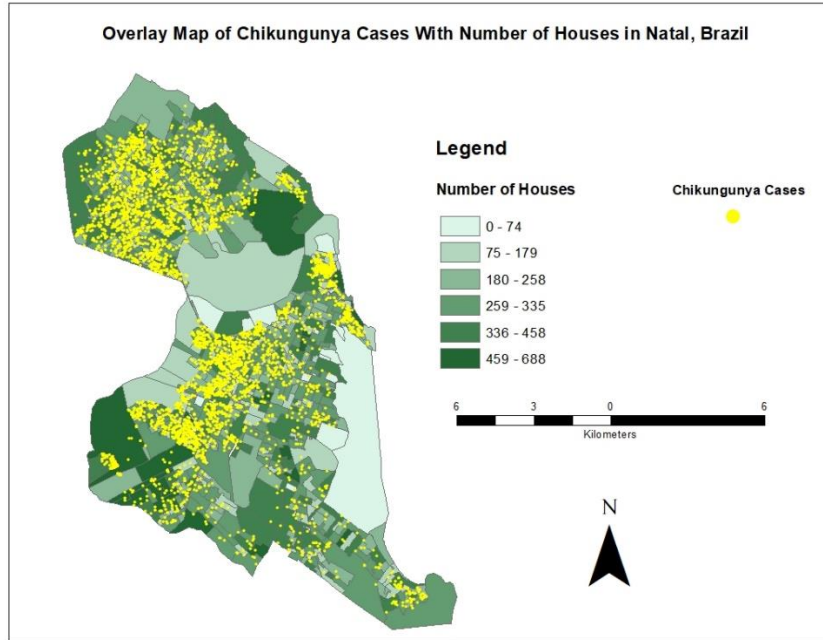 Overlay Map of Chikungunya Cases With Number of Houses in Natal, Brazil
Legend
Number of Houses
0 - 74
75 - 179
180 - 258
259 - 335
336 - 458
459 - 688
Chikungunya Cases
6 3 0 6
Kilometers
N